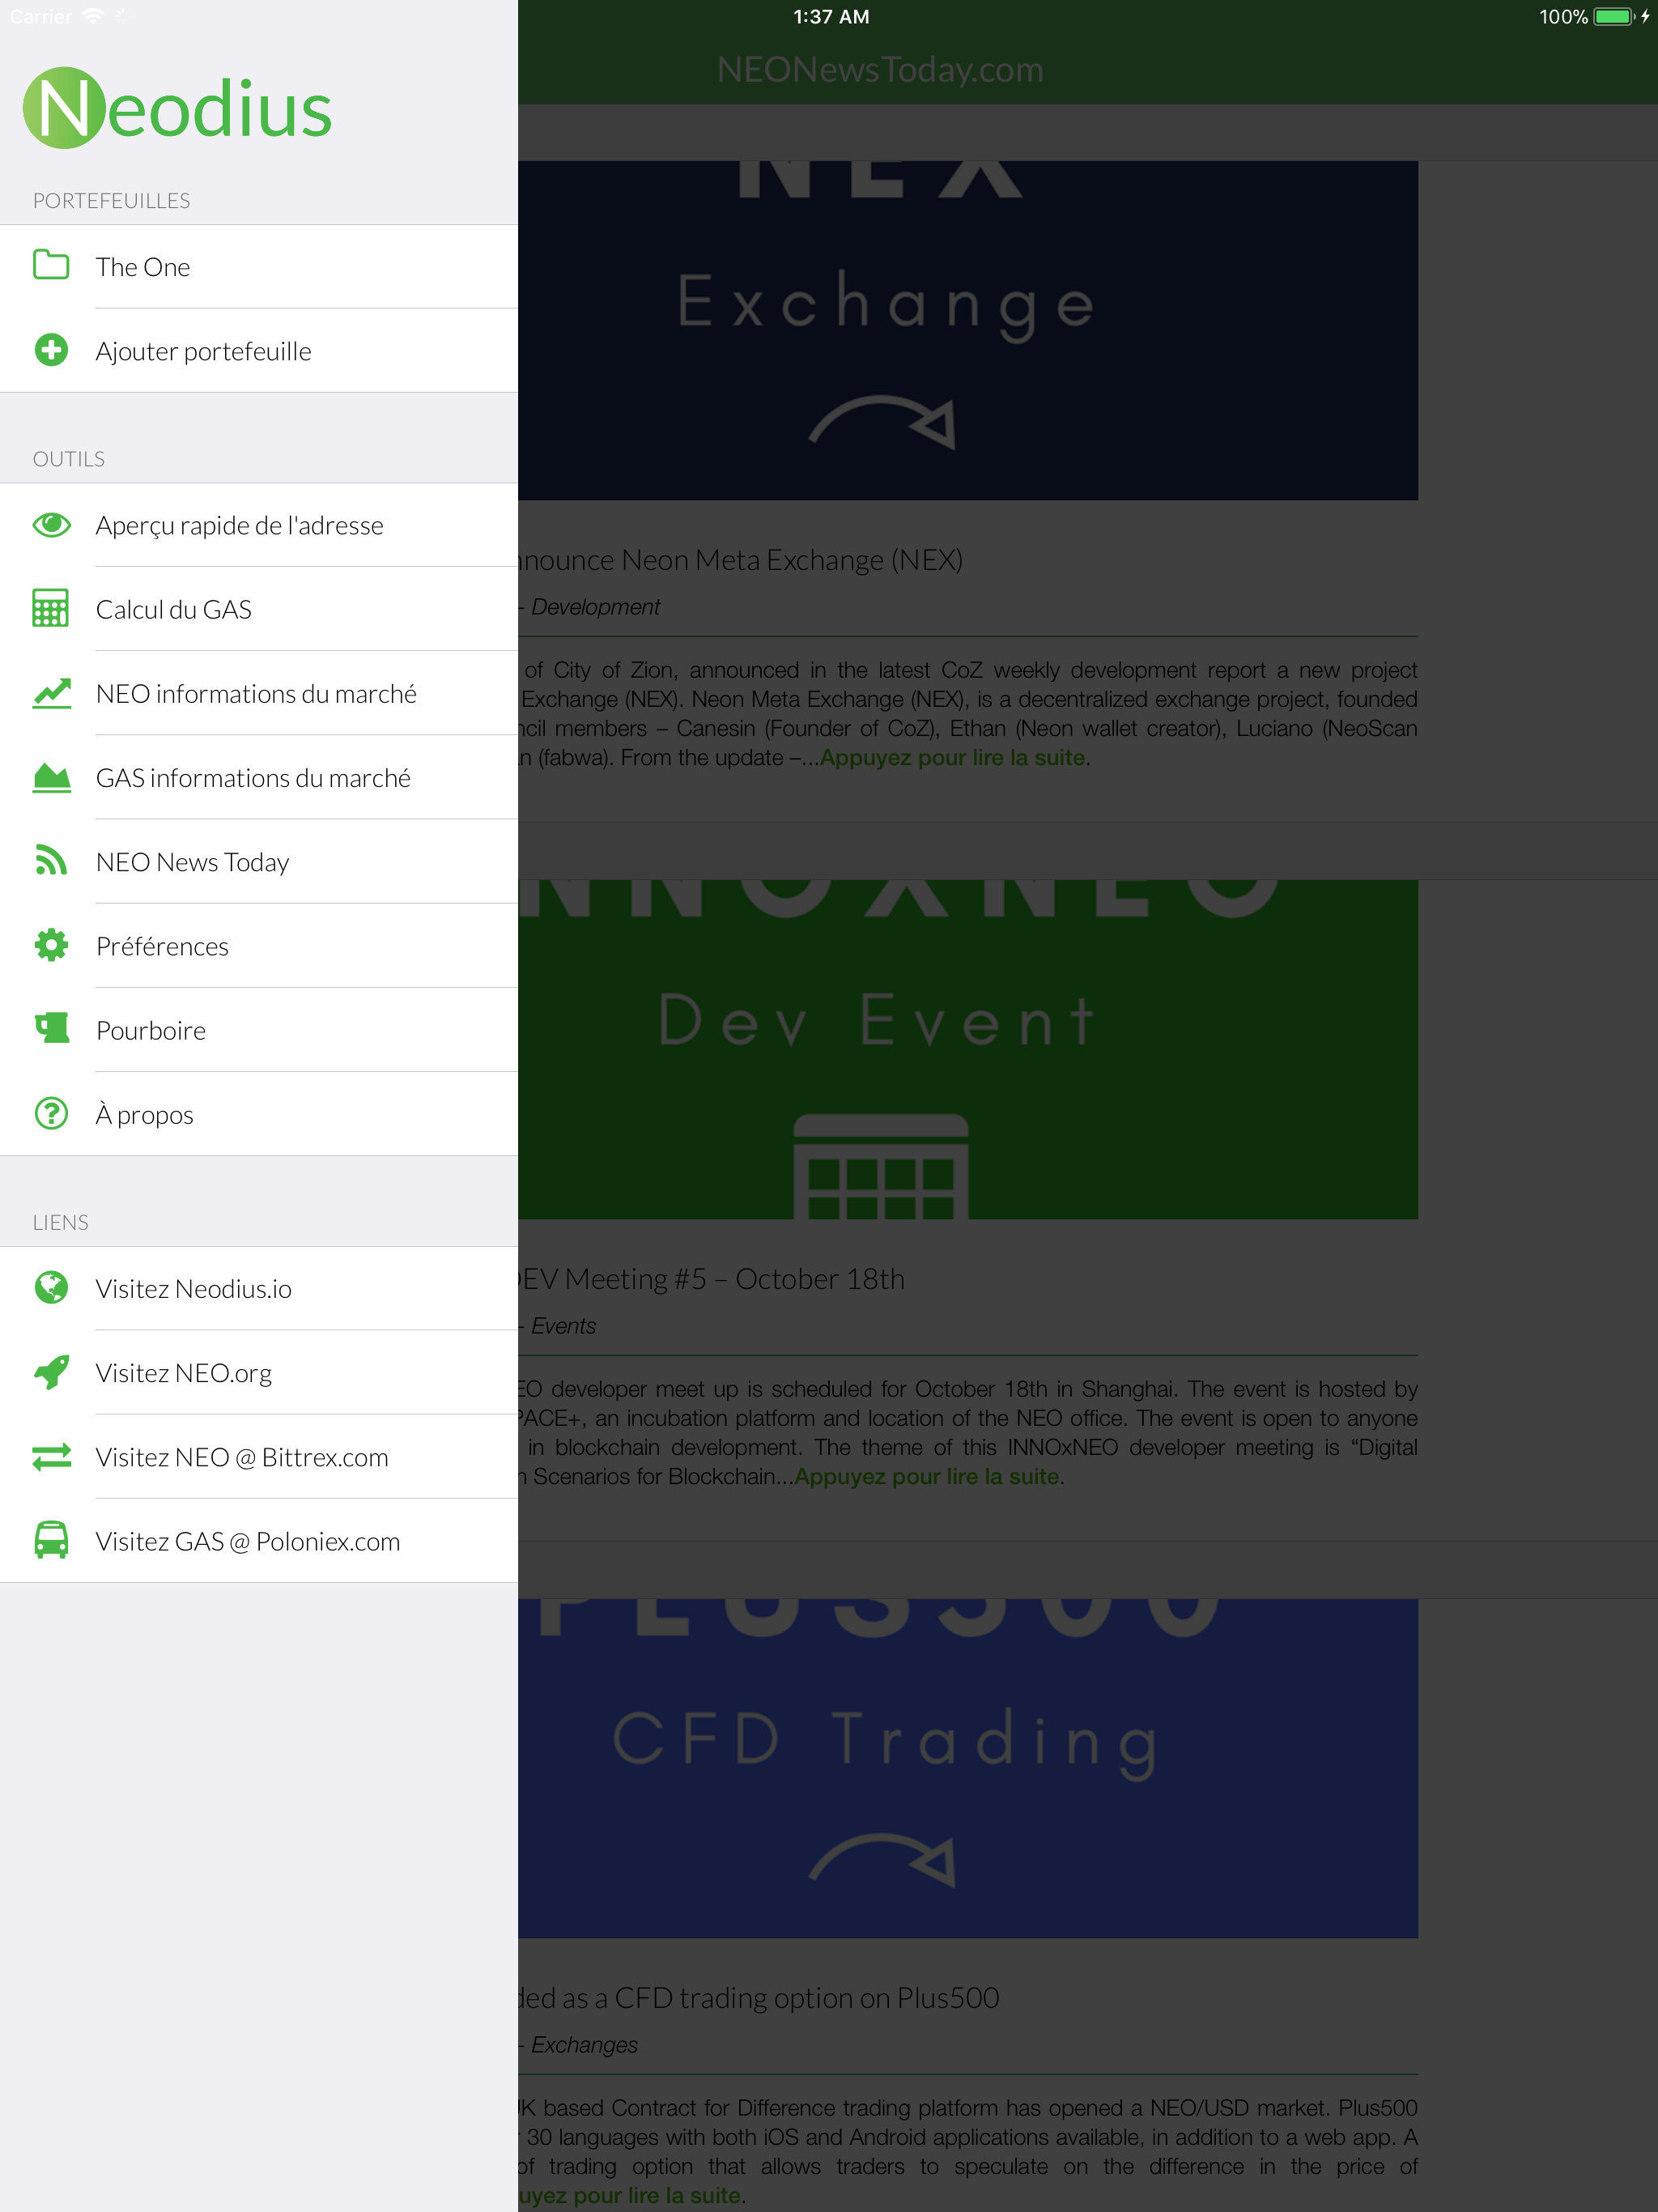 Carrier
1:37 AM
100%
Neodius
PORTEFEUILLES
The One
Ajouter portefeuille
OUTILS
Aperçu rapide de l'adresse
Calcul du GAS
NEO informations du marché
GAS informations du marché
NEO News Today
Préférences
Pourboire
À propos
LIENS
Visitez Neodius.io
Visitez NEO.org
Visitez NEO @ Bittrex.com
Visitez GAS @ Poloniex.com
NEONewsToday.com
NEX
Exchange
nnounce Neon Meta Exchange (NEX)
- Development
of City of Zion, announced in the latest CoZ weekly development report a new project
Exchange (NEX). Neon Meta Exchange (NEX), is a decentralized exchange project, founded
ncil members – Canesin (Founder of CoZ), Ethan (Neon wallet creator), Luciano (NeoScan
n (fabwa). From the update –...Appuyez pour lire la suite.
INNOXNEO
Dev Event
DEV Meeting #5 – October 18th
- Events
EO developer meet up is scheduled for October 18th in Shanghai. The event is hosted by
PACE+, an incubation platform and location of the NEO office. The event is open to anyone
in blockchain development. The theme of this INNOxNEO developer meeting is “Digital
n Scenarios for Blockchain...Appuyez pour lire la suite.
PLUS500
CFD Trading
ded as a CFD trading option on Plus500
- Exchanges
UK based Contract for Difference trading platform has opened a NEO/USD market. Plus500
30 languages with both iOS and Android applications available, in addition to a web app. A
of trading option that allows traders to speculate on the difference in the price of
uyez pour lire la suite.